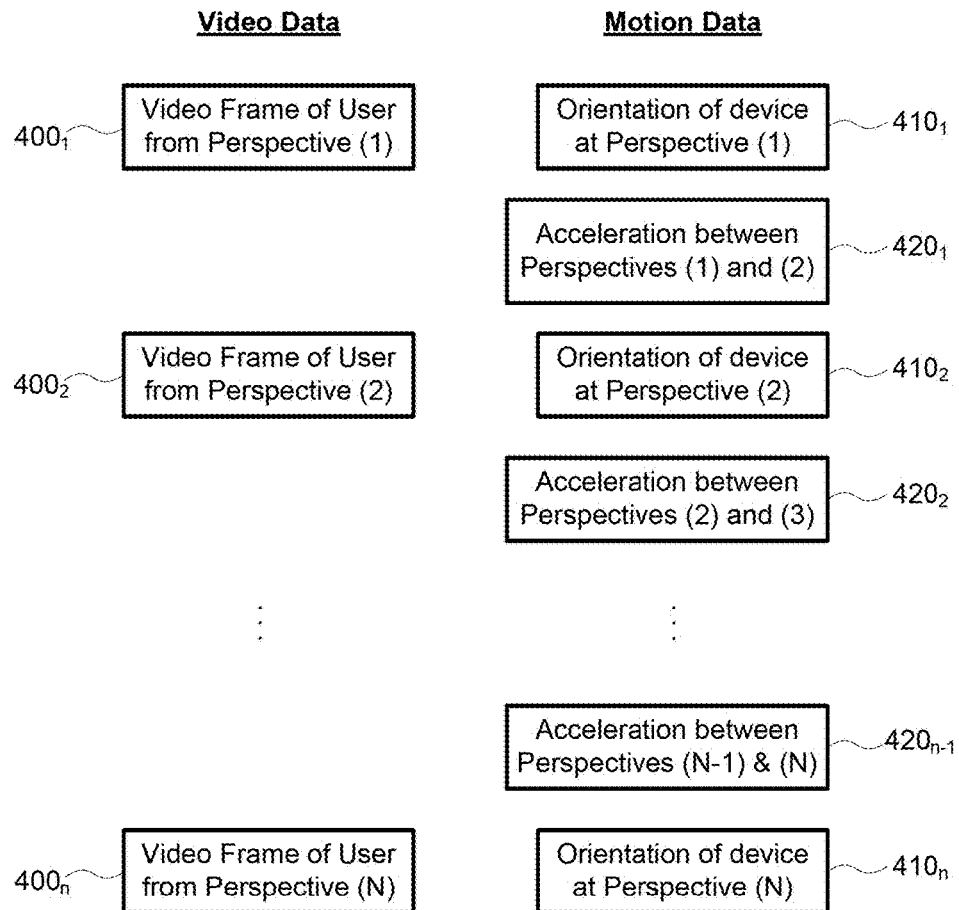 Video Data
Motion Data
400₁
Video Frame of User
from Perspective (1)
Orientation of device
at Perspective (1)
410₁
Acceleration between
Perspectives (1) and (2)
420₁
400₂
Video Frame of User
from Perspective (2)
Orientation of device
at Perspective (2)
410₂
Acceleration between
Perspectives (2) and (3)
420₂
Acceleration between
Perspectives (N-1) & (N)
420ₙ₋₁
400ₙ
Video Frame of User
from Perspective (N)
Orientation of device
at Perspective (N)
410ₙ